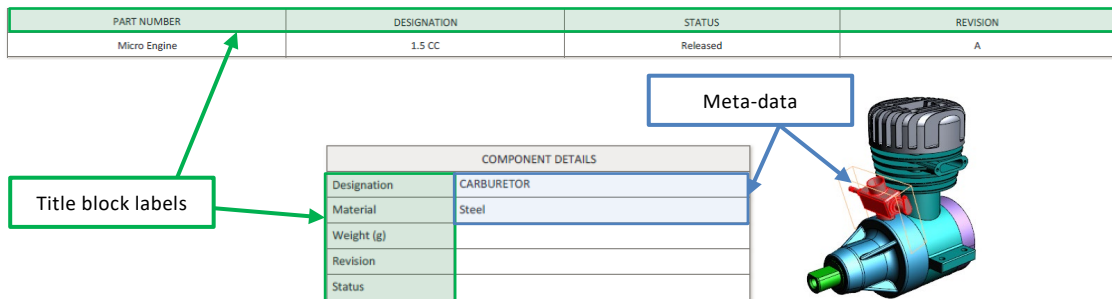 PART NUMBER DESIGNATION STATUS REVISION
Micro Engine 1.5 CC Released A
Meta-data
COMPONENT DETAILS
Designation CARBURETOR
Title block labels
Material Steel
Weight (g)
Revision
Status